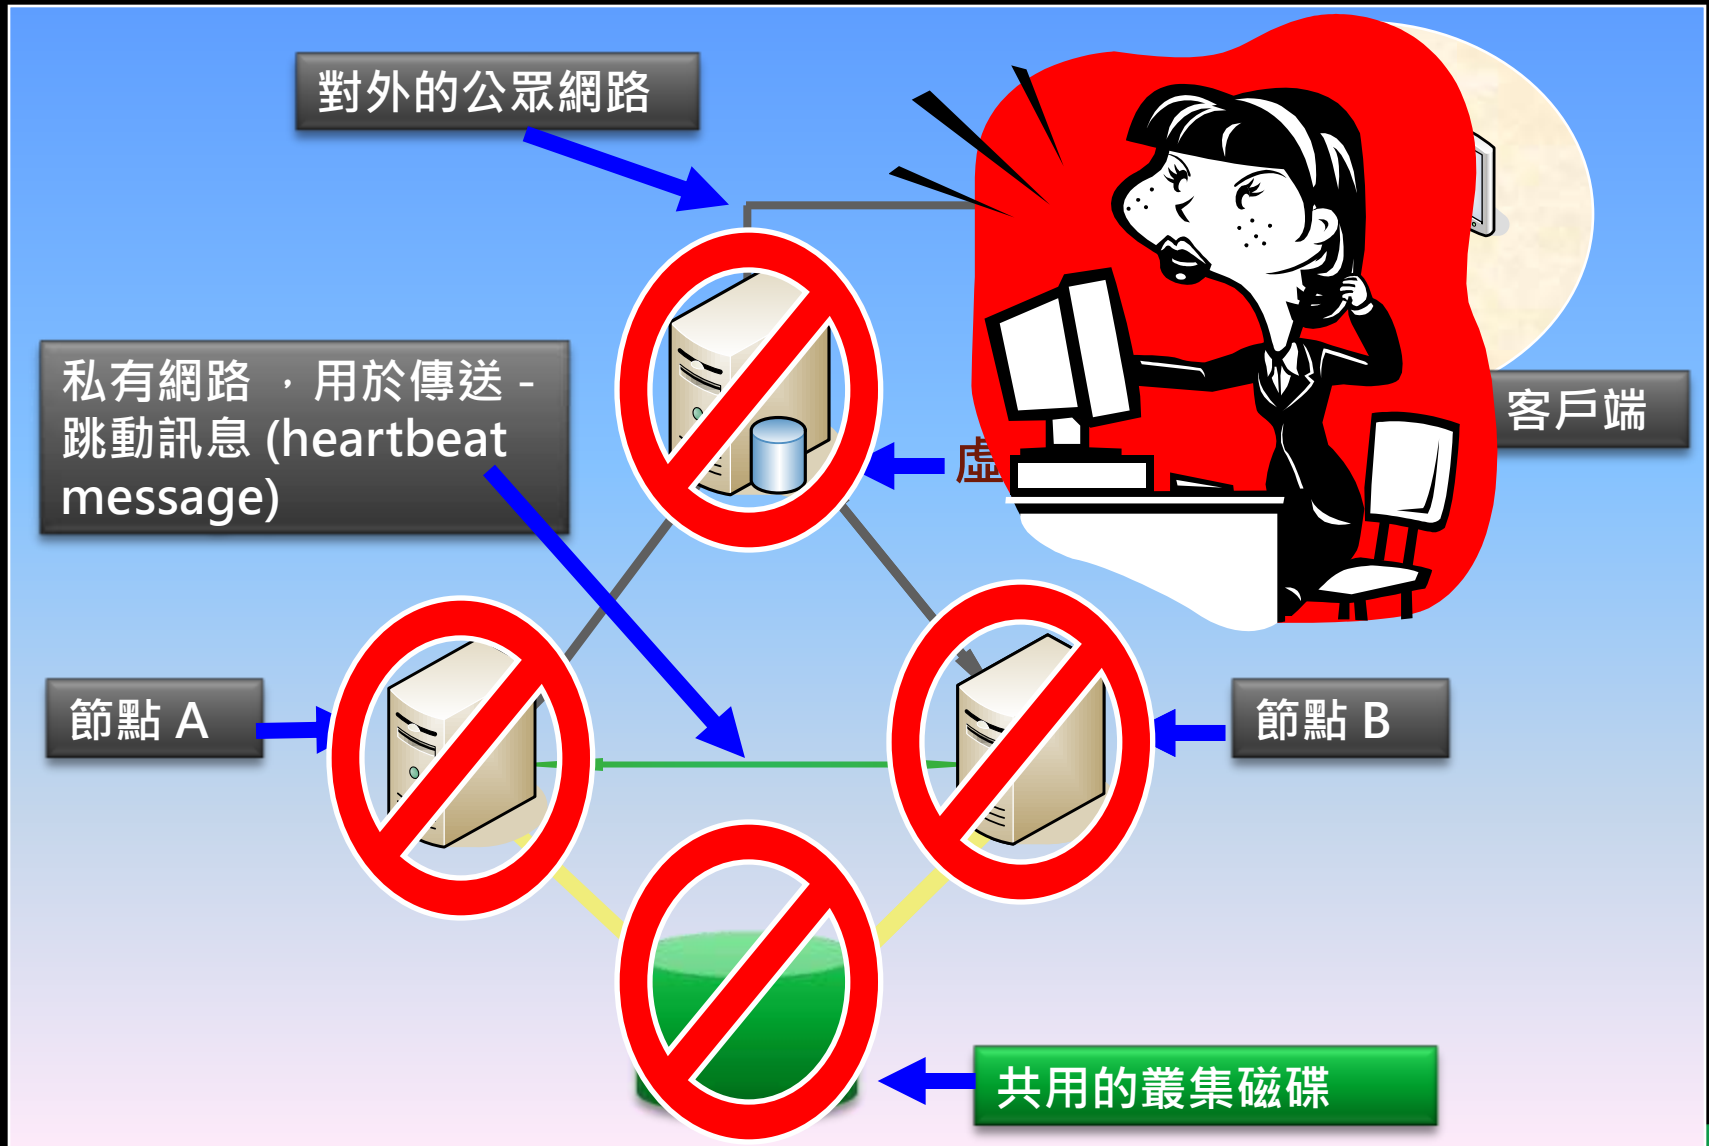 對外的公眾網路
私有網路 ，用於傳送 -
跳動訊息 (heartbeat
message)
客戶端
虛
節點 A
節點 B
共用的叢集磁碟